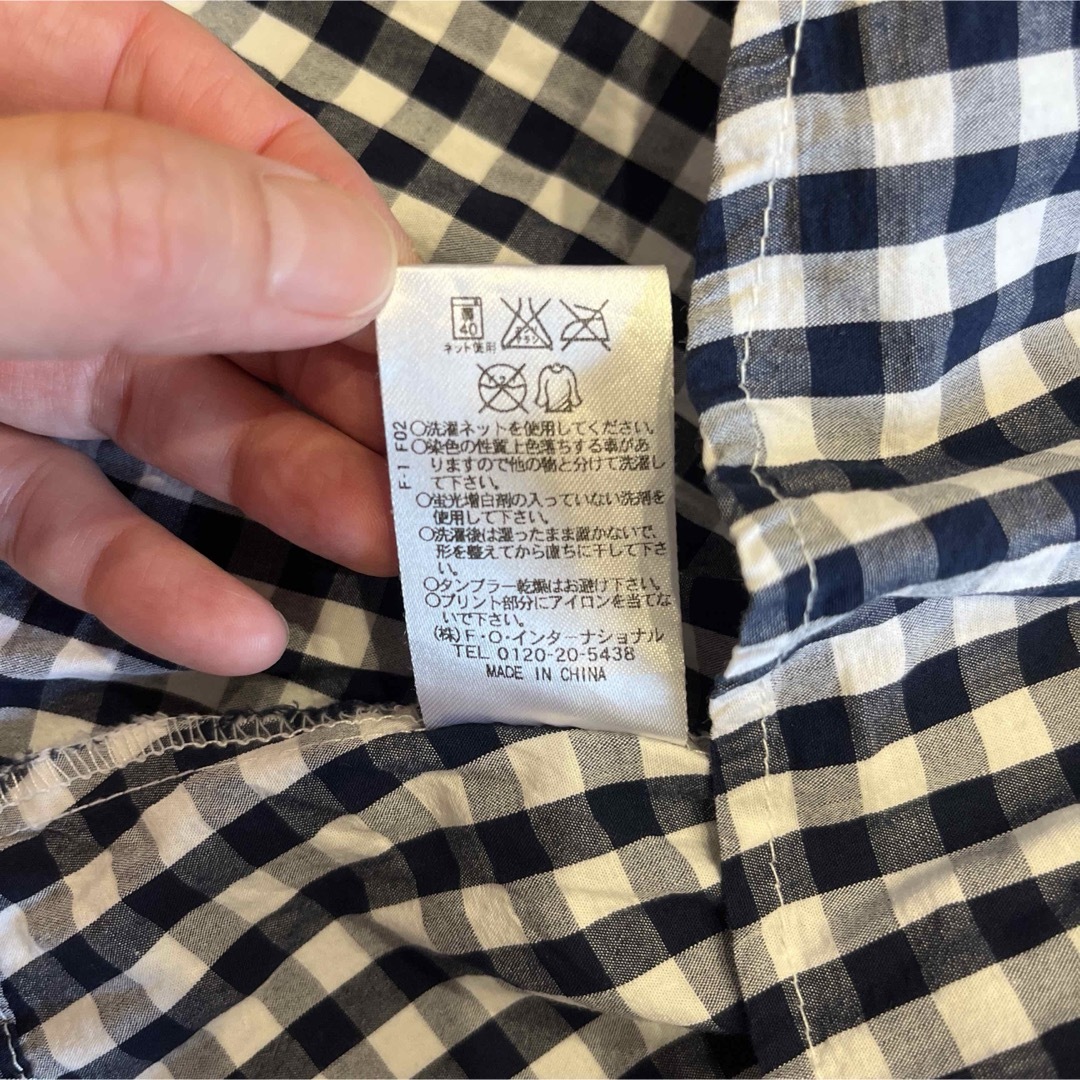 弱
40
ネット使用
エンソ
サラシ
F-1 F02
○洗濯ネットを使用してください。
○染色の性質上色落ちする事があ
りますので他の物と分けて洗濯し
て下さい。
○蛍光増白剤の入っていない洗剤を
使用して下さい。
○洗濯後は湿ったまま置かないで、
形を整えてから直ちに干して下さ
い。
○タンブラー乾燥はお避け下さい。
○プリント部分にアイロンを当てな
いで下さい。
(株)F・O・インターナショナル
TEL 0120-20-5438
MADE IN CHINA